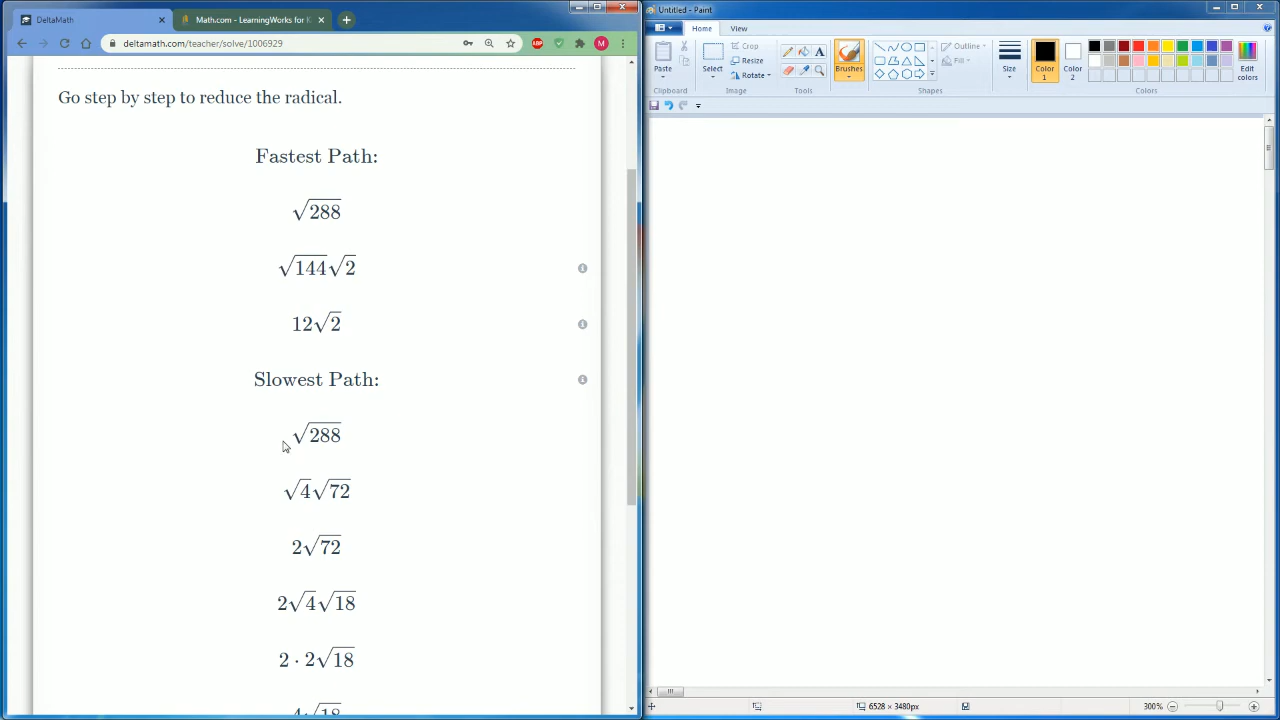 DeltaMath
Math.com - LearningWorks for K
deltamath.com/teacher/solve/1006929
ABP
M
Go step by step to reduce the radical.
Fastest Path:
√288
√144√2
12√2
Slowest Path:
√288
√4√72
2√72
2√4√18
2 · 2√18
4√18
Untitled - Paint
Home
View
Paste
Select
Crop
Resize
Rotate
Brushes
Outline
Fill
Size
Color 1
Color 2
Edit colors
Clipboard
Image
Tools
Shapes
Colors
6528 × 3480px
300%